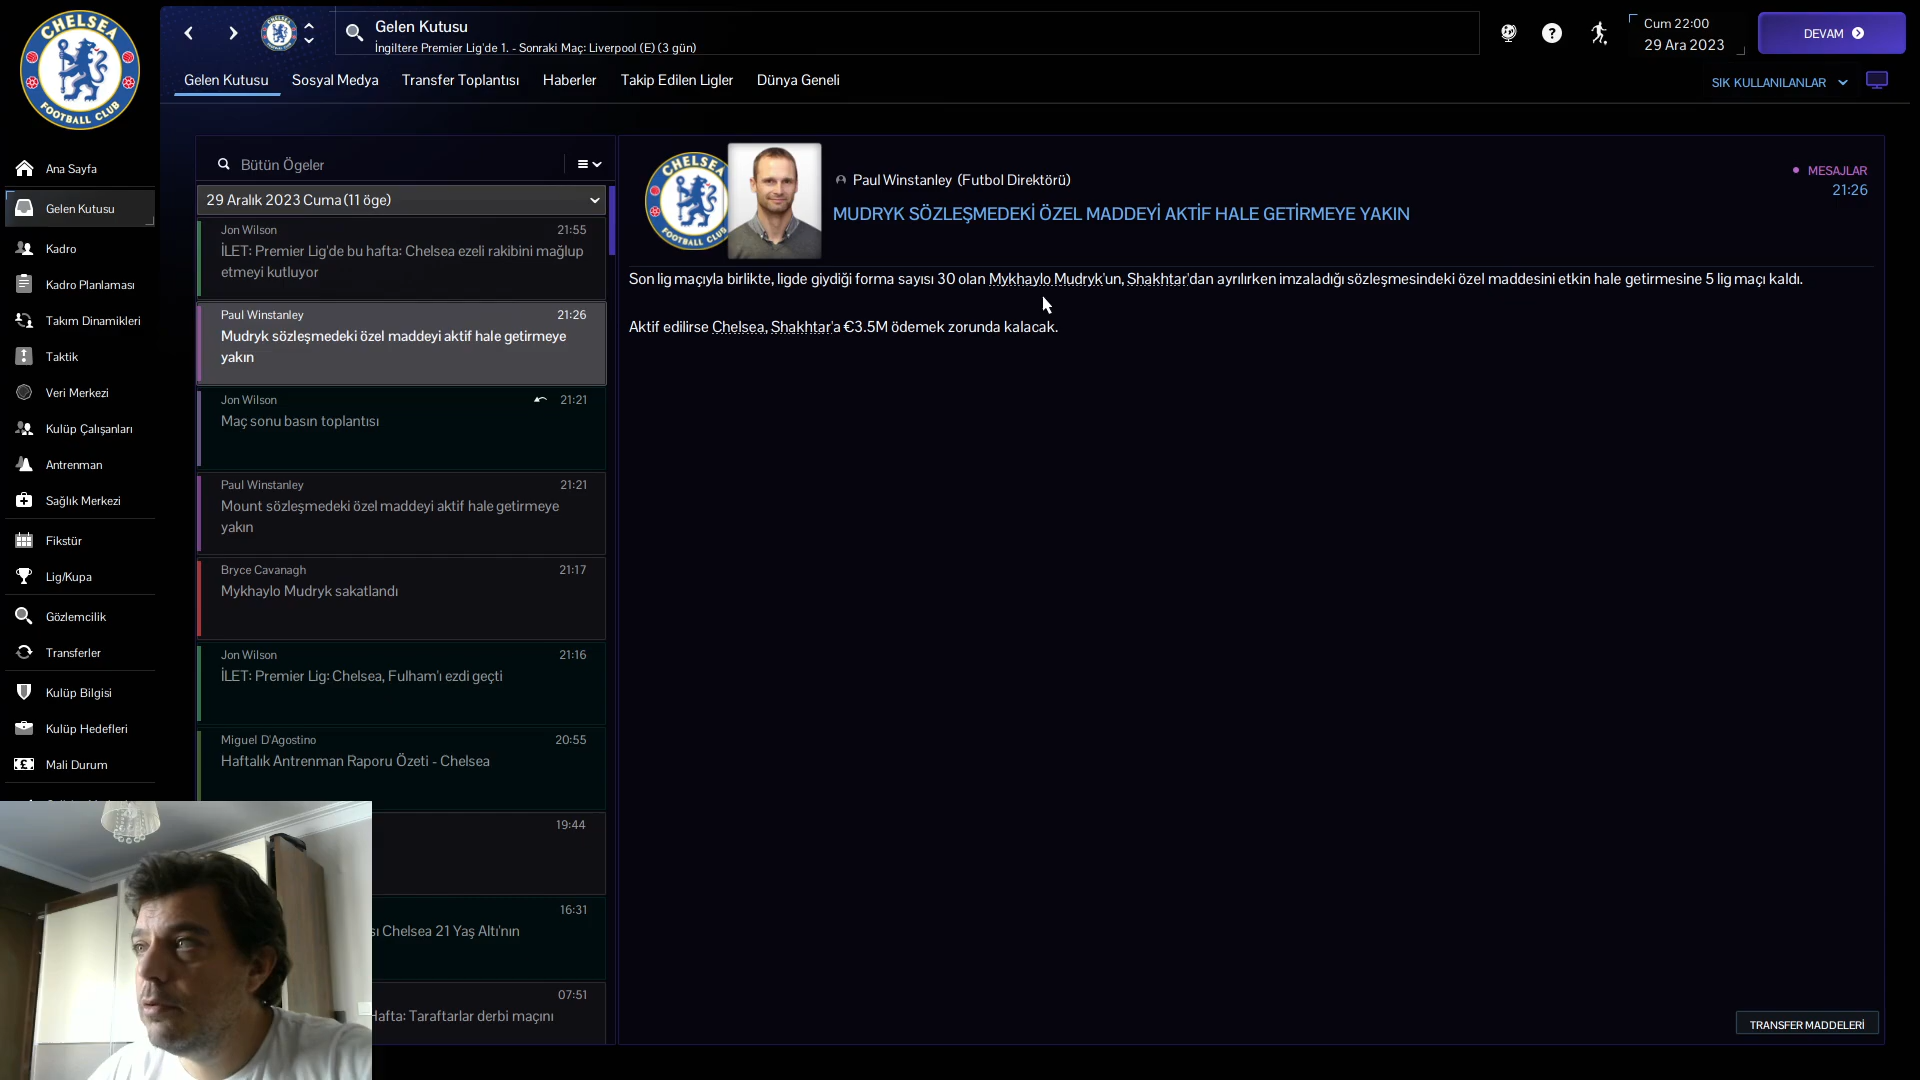 CHELSEA
FOOTBALL CLUB
Gelen Kutusu
İngiltere Premier Lig'de 1. - Sonraki Maç: Liverpool (E) (3 gün)
Cum 22:00
29 Ara 2023
DEVAM
Gelen Kutusu
Sosyal Medya
Transfer Toplantısı
Haberler
Takip Edilen Ligler
Dünya Geneli
SIK KULLANILANLAR
Ana Sayfa
Gelen Kutusu
Kadro
Kadro Planlaması
Takım Dinamikleri
Taktik
Veri Merkezi
Kulüp Çalışanları
Antrenman
Sağlık Merkezi
Fikstür
Lig/Kupa
Gözlemcilik
Transferler
Kulüp Bilgisi
Kulüp Hedefleri
Mali Durum
Bütün Ögeler
29 Aralık 2023 Cuma (11 öge)
Jon Wilson 21:55
İLET: Premier Lig'de bu hafta: Chelsea ezeli rakibini mağlup
etmeyi kutluyor
Paul Winstanley 21:26
Mudryk sözleşmedeki özel maddeyi aktif hale getirmeye
yakın
Jon Wilson 21:21
Maç sonu basın toplantısı
Paul Winstanley 21:21
Mount sözleşmedeki özel maddeyi aktif hale getirmeye
yakın
Bryce Cavanagh 21:17
Mykhaylo Mudryk sakatlandı
Jon Wilson 21:16
İLET: Premier Lig: Chelsea, Fulham'ı ezdi geçti
Miguel D'Agostino 20:55
Haftalık Antrenman Raporu Özeti - Chelsea
19:44
16:31
Chelsea 21 Yaş Altı'nın
07:51
Hafta: Taraftarlar derbi maçını
CHELSEA
FOOTBALL CLUB
Paul Winstanley (Futbol Direktörü)
MUDRYK SÖZLEŞMEDEKİ ÖZEL MADDEYİ AKTİF HALE GETİRMEYE YAKIN
MESAJLAR
21:26
Son lig maçıyla birlikte, ligde giydiği forma sayısı 30 olan Mykhaylo Mudryk'un, Shakhtar'dan ayrılırken imzaladığı sözleşmesindeki özel maddesini etkin hale getirmesine 5 lig maçı kaldı.
Aktif edilirse Chelsea, Shakhtar'a €3.5M ödemek zorunda kalacak.
TRANSFER MADDELERİ